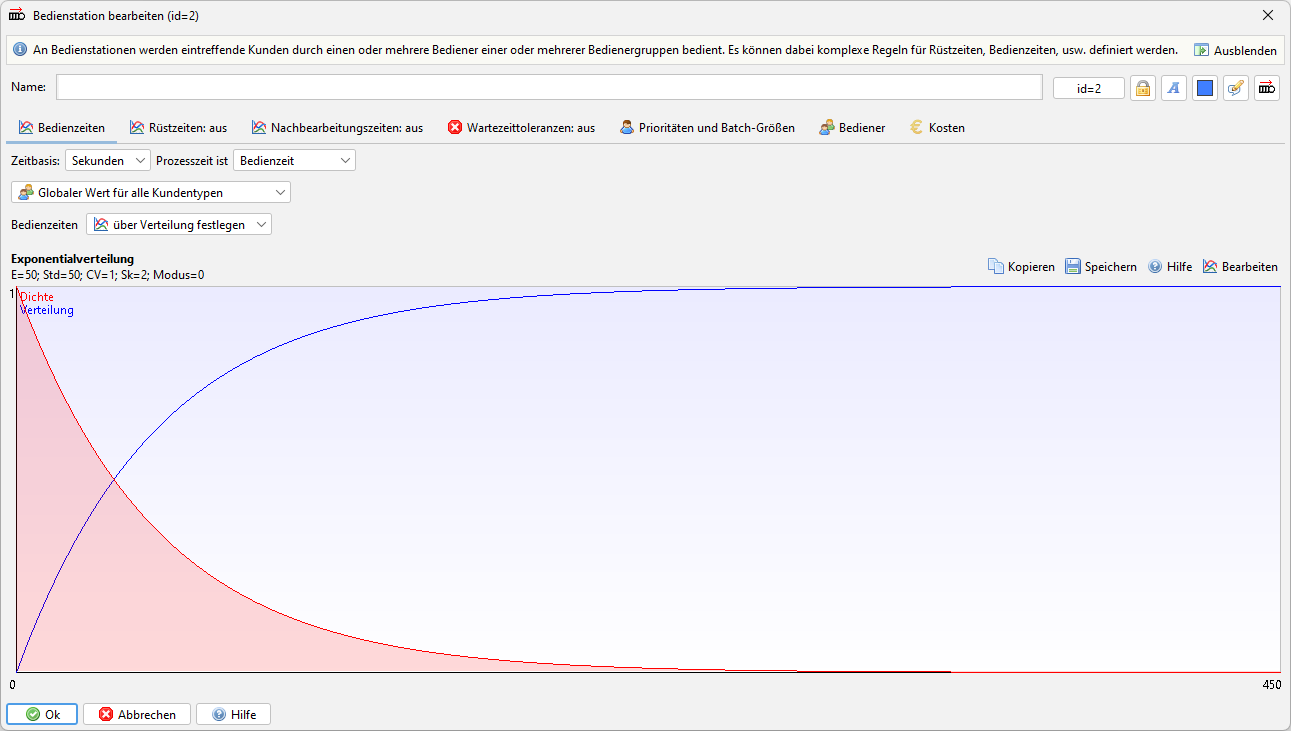 Bedienstation bearbeiten (id=2)
An Bedienstationen werden eintreffende Kunden durch einen oder mehrere Bediener einer oder mehrerer Bedienergruppen bedient. Es können dabei komplexe Regeln für Rüstzeiten, Bedienzeiten, usw. definiert werden. Ausblenden
Name: id=2 A
Bedienzeiten Rüstzeiten: aus Nachbearbeitungszeiten: aus Wartezeittoleranzen: aus Prioritäten und Batch-Größen Bediener € Kosten
Zeitbasis: Sekunden Prozesszeit ist Bedienzeit
Globaler Wert für alle Kundentypen
Bedienzeiten über Verteilung festlegen
Exponentialverteilung
E=50; Std=50; CV=1; Sk=2; Modus=0
Kopieren Speichern Hilfe Bearbeiten
1
Dichte
Verteilung
0 450
Ok Abbrechen Hilfe